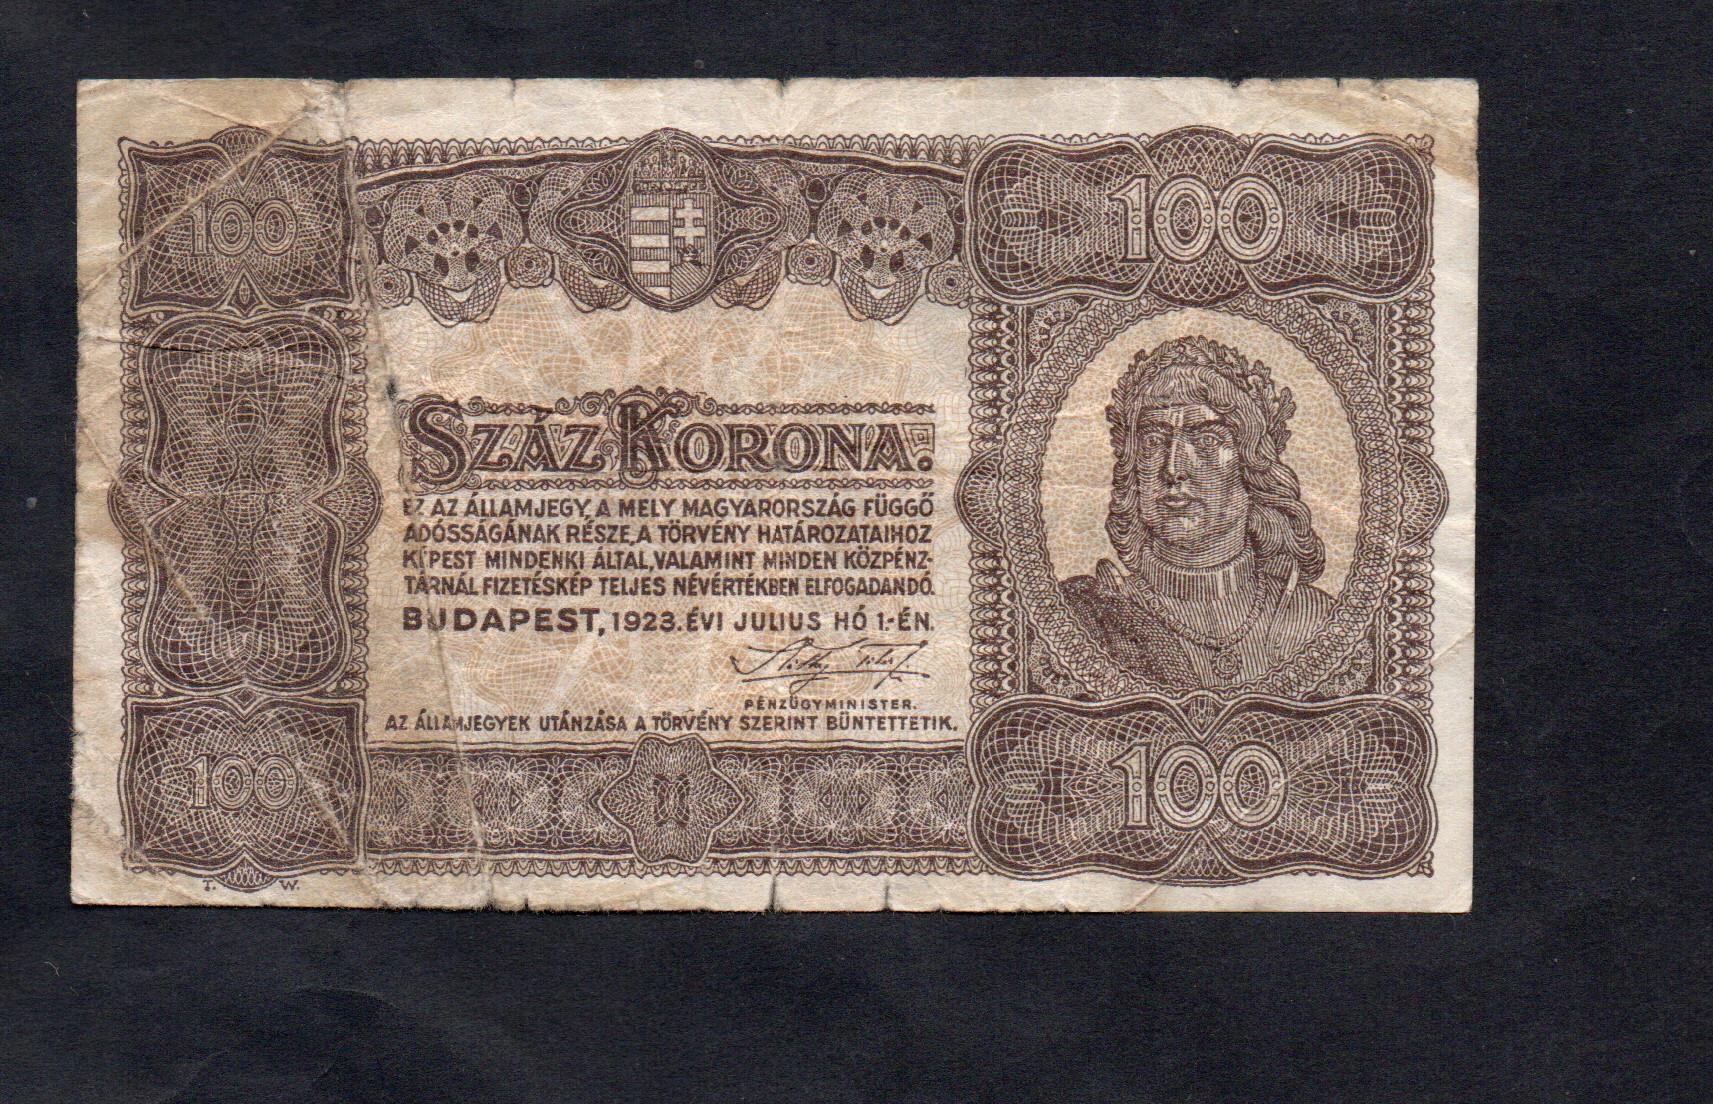 100
100
SZÁZ KORONA.
EZ AZ ÁLLAMJEGY, A MELY MAGYARORSZÁG FÜGGŐ
ADÓSSÁGÁNAK RÉSZE, A TÖRVÉNY HATÁROZATAIHOZ
KÉPEST MINDENKI ÁLTAL, VALAMINT MINDEN KÖZPÉNZ-
TÁRNÁL FIZETÉSKÉP TELJES NÉVÉRTÉKBEN ELFOGADANDÓ.
BUDAPEST, 1923. ÉVI JULIUS HÓ 1.-ÉN.
PÉNZÜGYMINISTER.
AZ ÁLLAMJEGYEK UTÁNZÁSA A TÖRVÉNY SZERINT BÜNTETTETIK.
100
100
T. W.